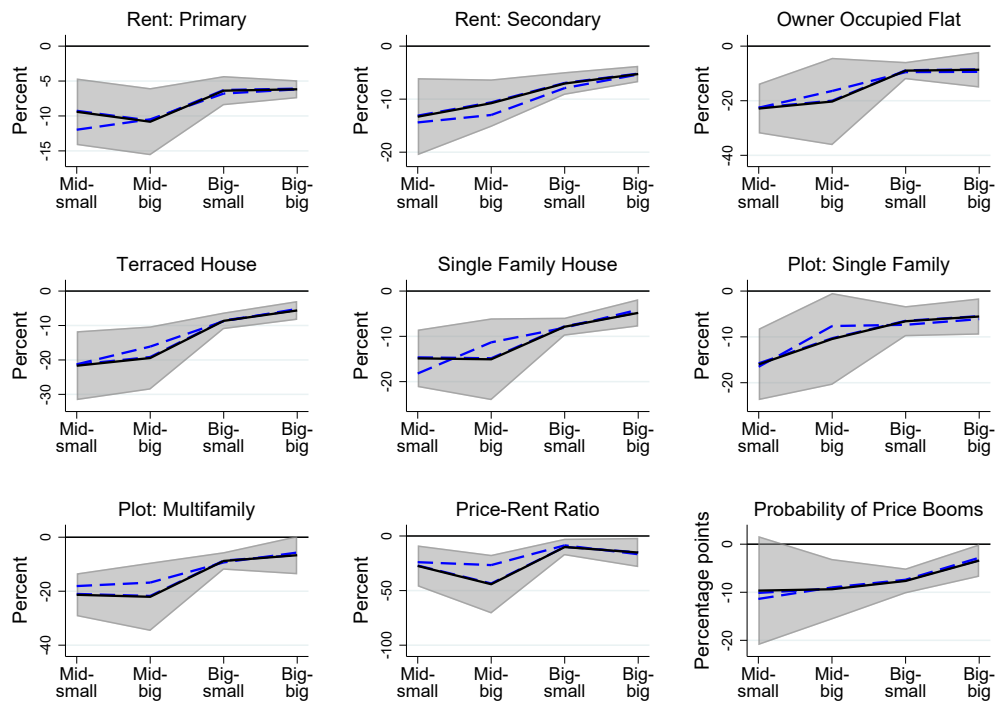 Rent: Primary
Percent
0
-5
-10
-15
Mid-
small
Mid-
big
Big-
small
Big-
big
Rent: Secondary
Percent
0
-10
-20
Mid-
small
Mid-
big
Big-
small
Big-
big
Owner Occupied Flat
Percent
0
-20
-40
Mid-
small
Mid-
big
Big-
small
Big-
big
Terraced House
Percent
0
-10
-20
-30
Mid-
small
Mid-
big
Big-
small
Big-
big
Single Family House
Percent
0
-10
-20
Mid-
small
Mid-
big
Big-
small
Big-
big
Plot: Single Family
Percent
0
-10
-20
Mid-
small
Mid-
big
Big-
small
Big-
big
Plot: Multifamily
Percent
0
-20
-40
Mid-
small
Mid-
big
Big-
small
Big-
big
Price-Rent Ratio
Percent
0
-50
-100
Mid-
small
Mid-
big
Big-
small
Big-
big
Probability of Price Booms
Percentage points
0
-10
-20
Mid-
small
Mid-
big
Big-
small
Big-
big